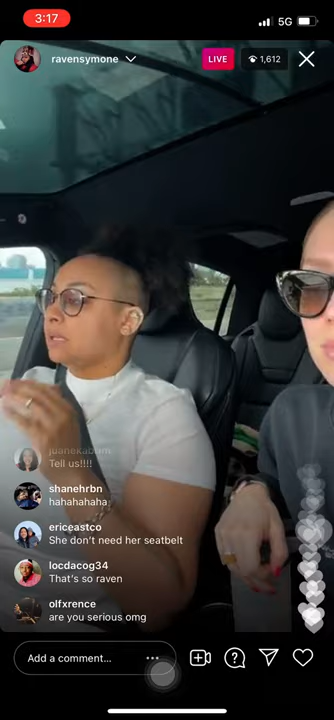 3:17
5G
ravensymone
LIVE
1,612
Tell us!!!!
shanehrbn
hahahahaha
ericeastco
She don't need her seatbelt
locdacog34
That's so raven
olfxrence
are you serious omg
Add a comment...